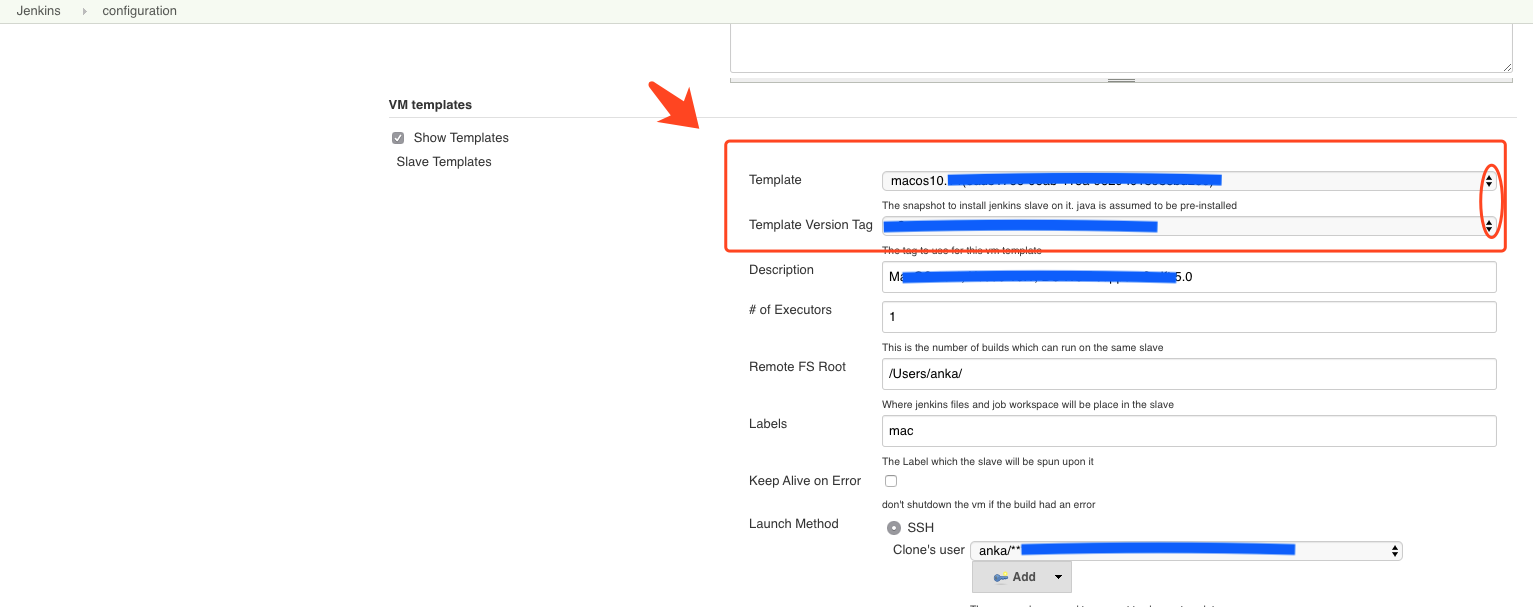 Jenkins configuration
VM templates
Show Templates
Slave Templates
Template macos10.
The snapshot to install jenkins slave on it. java is assumed to be pre-installed
Template Version Tag
The tag to use for this vm template
Description Ma 5.0
# of Executors 1
This is the number of builds which can run on the same slave
Remote FS Root /Users/anka/
Where jenkins files and job workspace will be place in the slave
Labels mac
The Label which the slave will be spun upon it
Keep Alive on Error
don't shutdown the vm if the build had an error
Launch Method SSH
Clone's user anka/**
Add